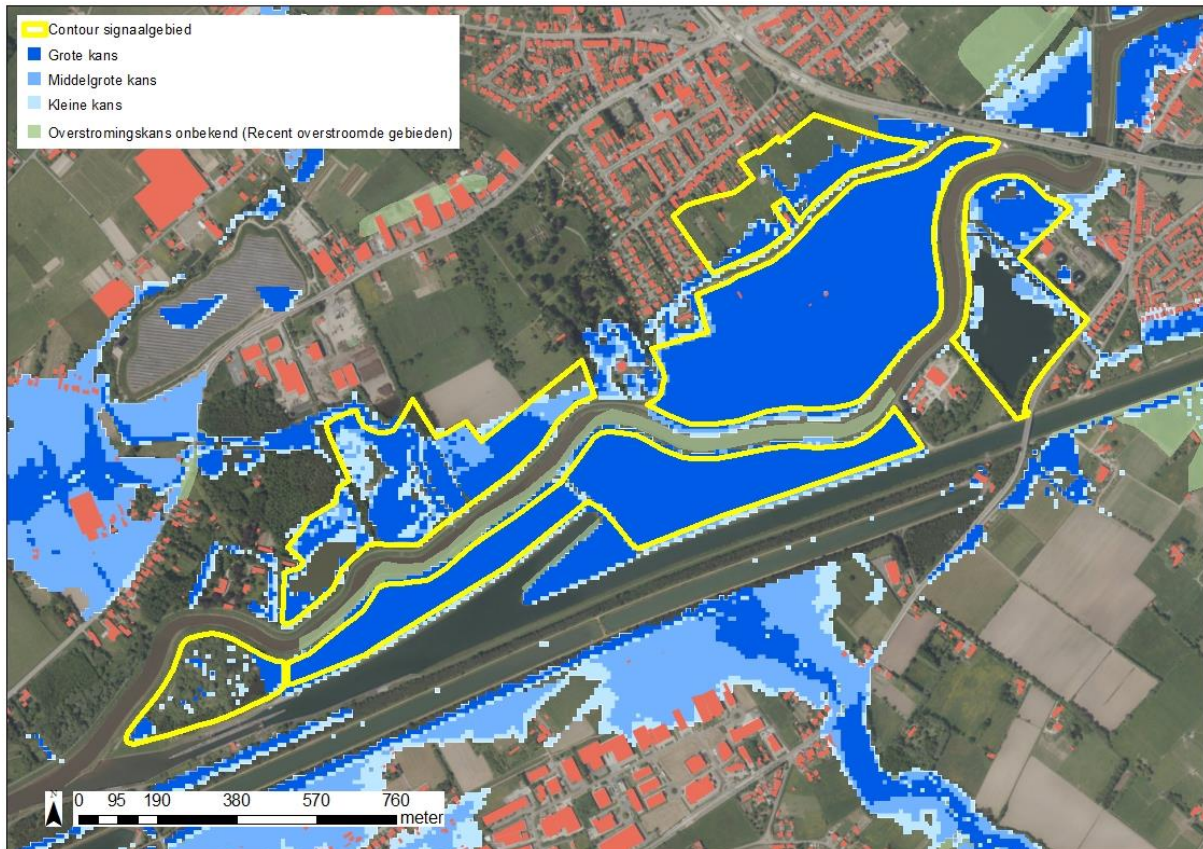 Contour signaalgebied
Grote kans
Middelgrote kans
Kleine kans
Overstromingskans onbekend (Recent overstroomde gebieden)
N
0 95 190 380 570 760
meter